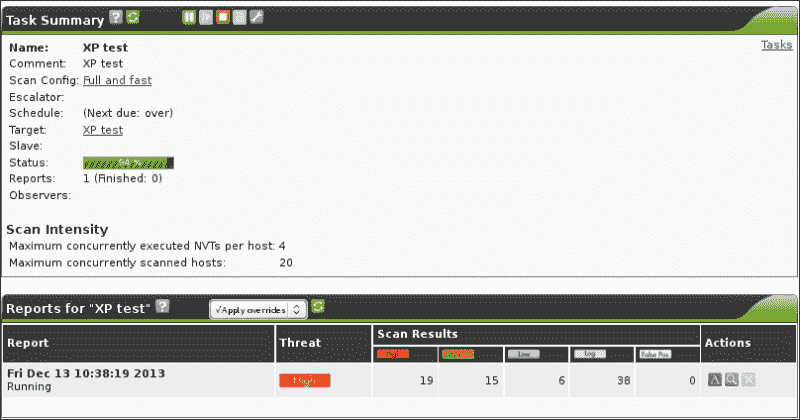 Task Summary ?
Tasks
Name: XP test
Comment: XP test
Scan Config: Full and fast
Escalator:
Schedule: (Next due: over)
Target: XP test
Slave:
Status: 94 %
Reports: 1 (Finished: 0)
Observers:
Scan Intensity
Maximum concurrently executed NVTs per host: 4
Maximum concurrently scanned hosts: 20
Reports for "XP test" ? √Apply overrides
Report Threat Scan Results Actions
High Low Log False Pos.
Fri Dec 13 10:38:19 2013 High 19 15 6 38 0
Running